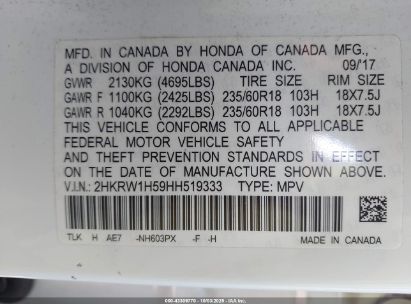 MFD. IN CANADA BY HONDA OF CANADA MFG.,
A DIVISION OF HONDA CANADA INC. 09/17
GVWR 2130KG (4695LBS) TIRE SIZE RIM SIZE
GAWR F 1100KG (2425LBS) 235/60R18 103H 18X7.5J
GAWR R 1040KG (2292LBS) 235/60R18 103H 18X7.5J
THIS VEHICLE CONFORMS TO ALL APPLICABLE
FEDERAL MOTOR VEHICLE SAFETY
AND THEFT PREVENTION STANDARDS IN EFFECT
ON THE DATE OF MANUFACTURE SHOWN ABOVE.
V.I.N.: 2HKRW1H59HH519333 TYPE: MPV
TLK H AE7 -NH603PX -F -H
MADE IN CANADA